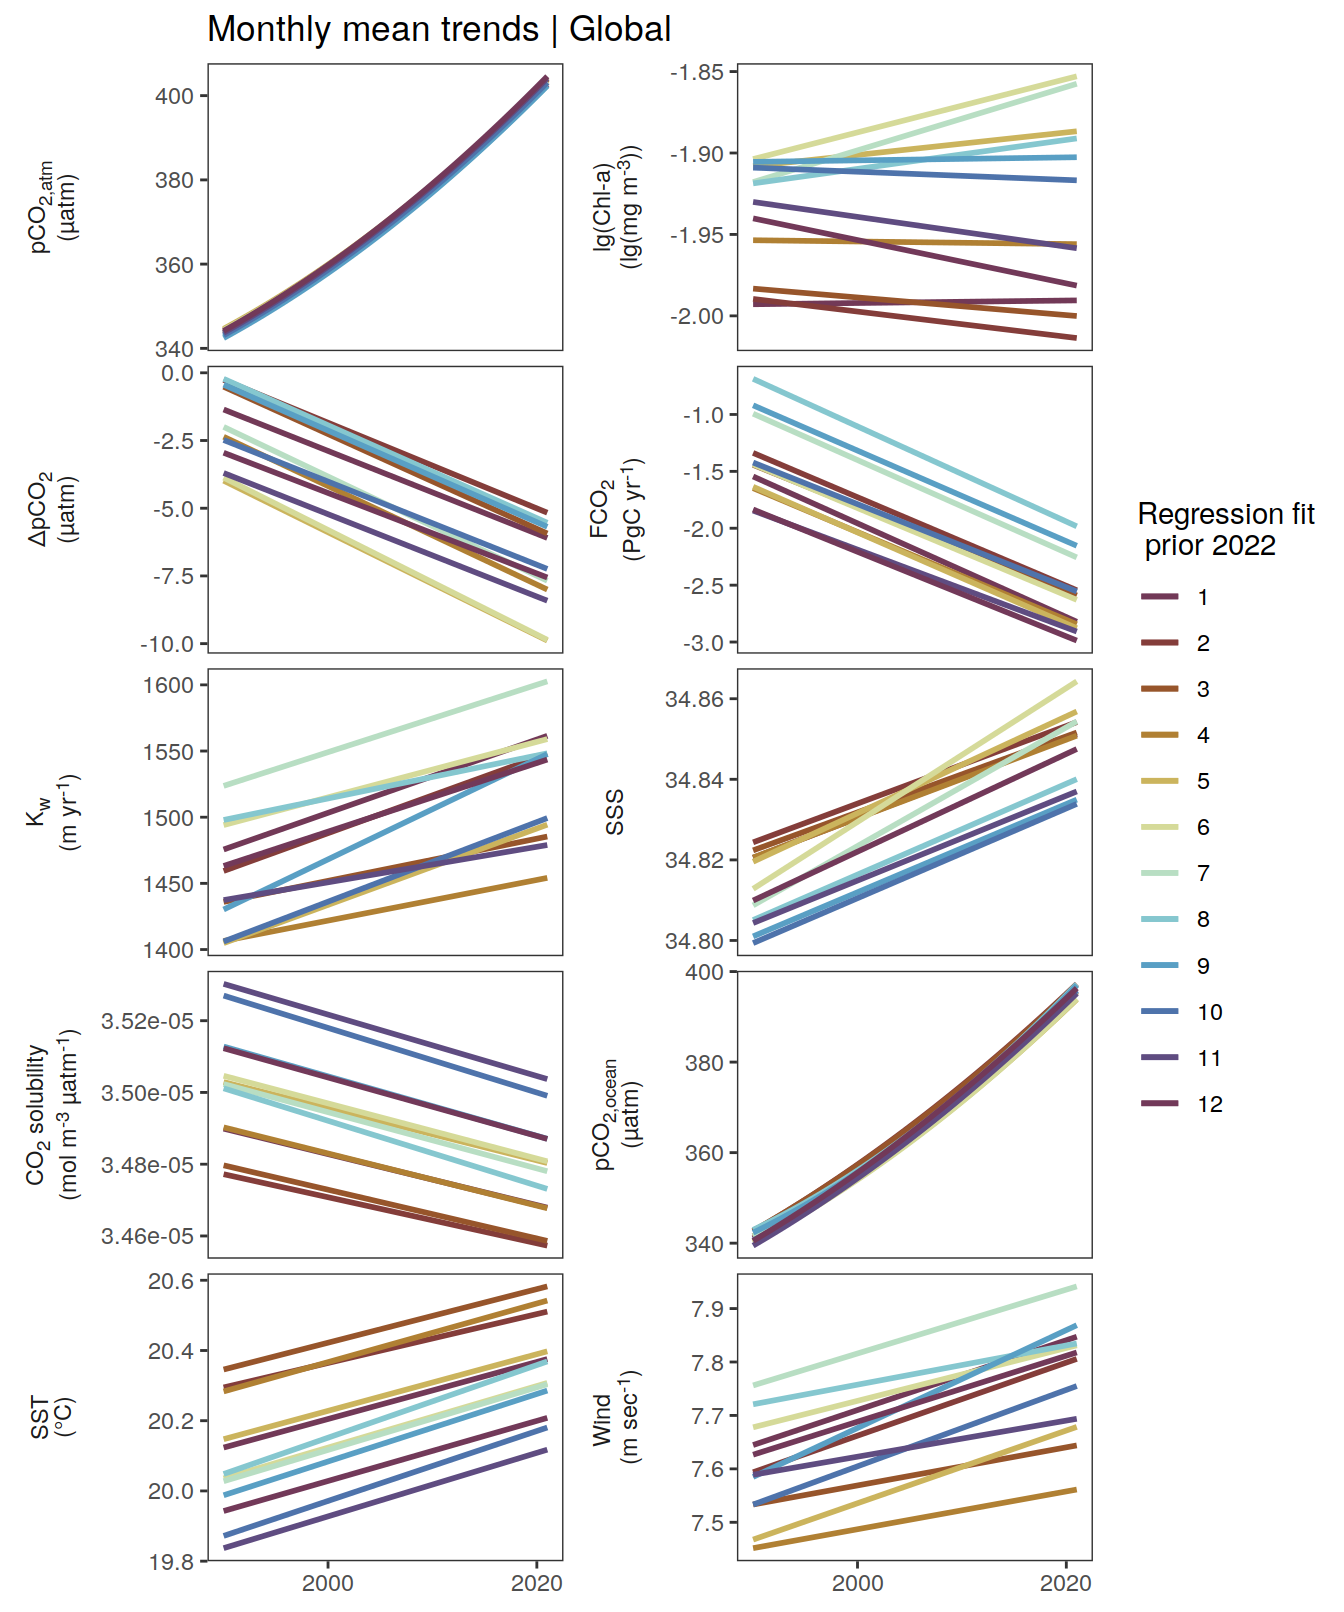 Monthly mean trends | Global
pCO2,atm
(µatm)
400
380
360
340
lg(Chl-a)
(lg(mg m-3))
-1.85
-1.90
-1.95
-2.00
ΔpCO2
(µatm)
0.0
-2.5
-5.0
-7.5
-10.0
FCO2
(PgC yr-1)
-1.0
-1.5
-2.0
-2.5
-3.0
Kw
(m yr-1)
1600
1550
1500
1450
1400
SSS
34.86
34.84
34.82
34.80
CO2 solubility
(mol m-3 µatm-1)
3.52e-05
3.50e-05
3.48e-05
3.46e-05
pCO2,ocean
(µatm)
400
380
360
340
SST
(°C)
20.6
20.4
20.2
20.0
19.8
2000 2020
Wind
(m sec-1)
7.9
7.8
7.7
7.6
7.5
2000 2020
Regression fit
prior 2022
1
2
3
4
5
6
7
8
9
10
11
12